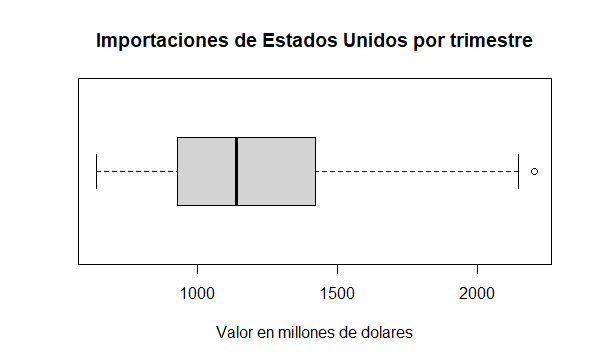 Importaciones de Estados Unidos por trimestre
1000 1500 2000
Valor en millones de dolares